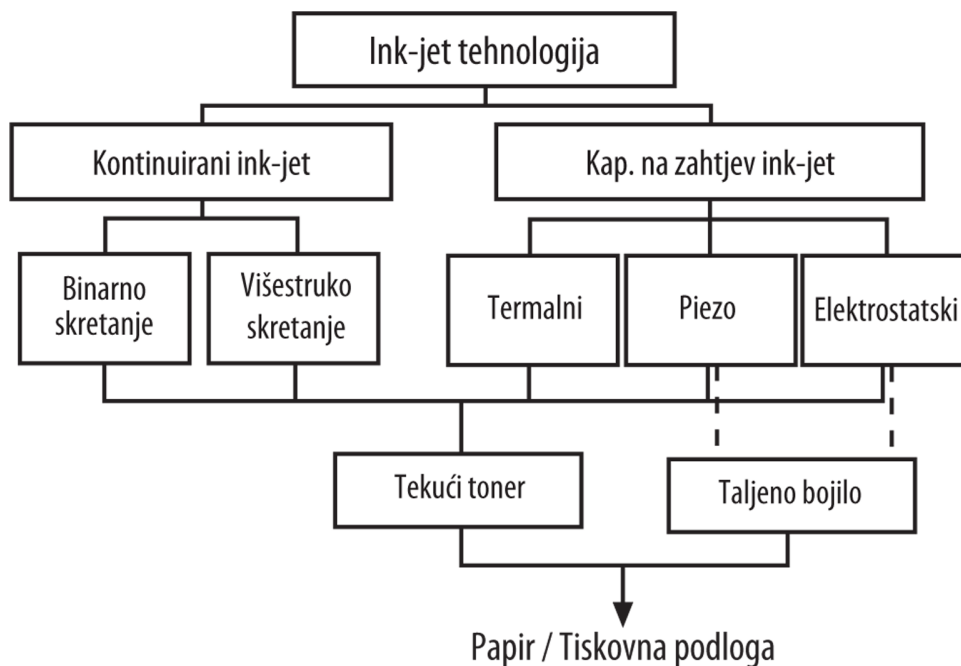 Ink-jet tehnologija
Kontinuirani ink-jet
Kap. na zahtjev ink-jet
Binarno
skretanje
Višestruko
skretanje
Termalni
Piezo
Elektrostatski
Tekući toner
Taljeno bojilo
Papir / Tiskovna podloga